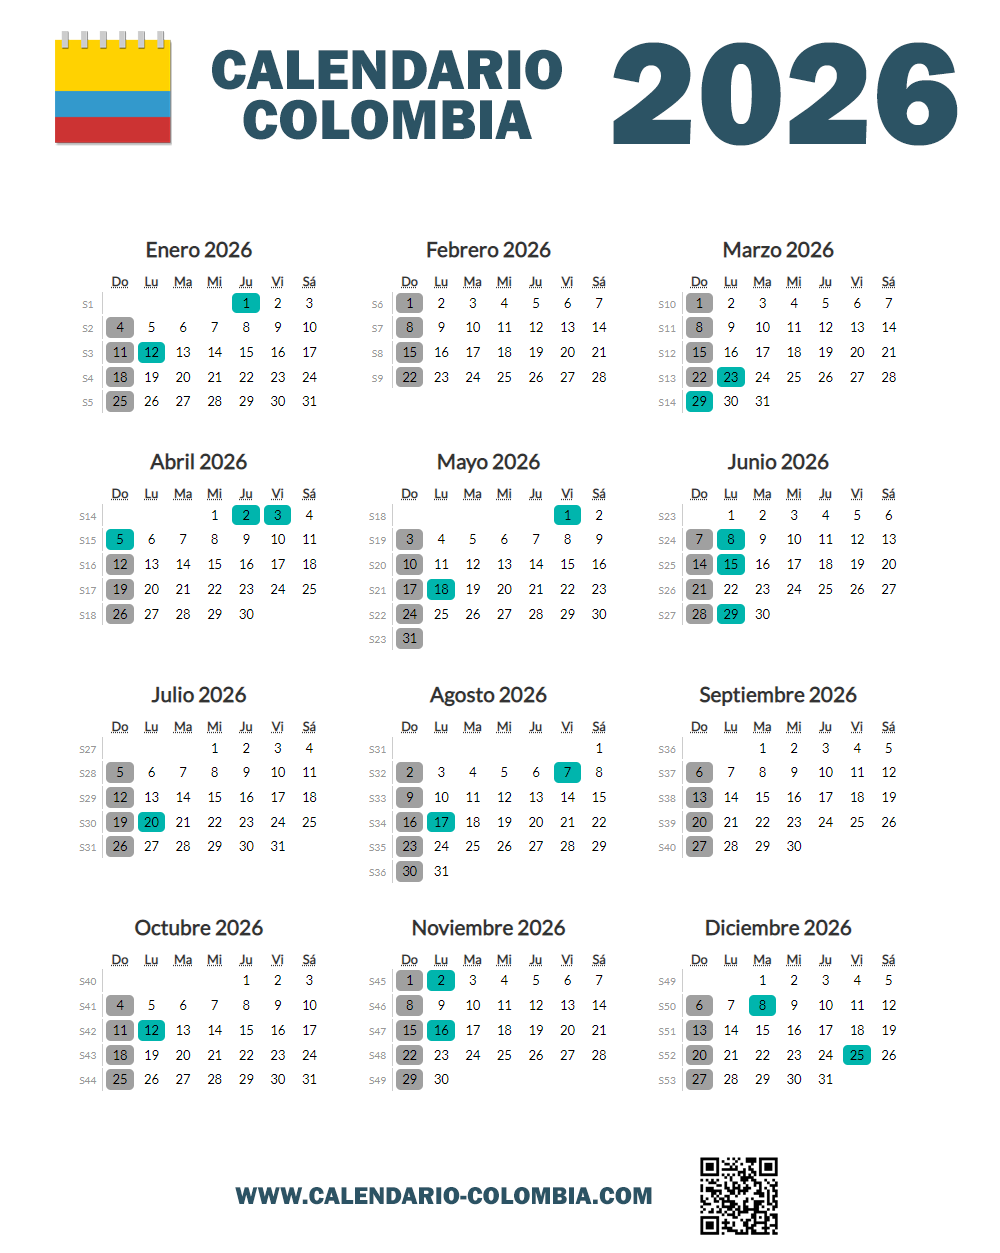 CALENDARIO
COLOMBIA
2026
Enero 2026
Do Lu Ma Mi Ju Vi Sá
S1 1 2 3
S2 4 5 6 7 8 9 10
S3 11 12 13 14 15 16 17
S4 18 19 20 21 22 23 24
S5 25 26 27 28 29 30 31
Febrero 2026
Do Lu Ma Mi Ju Vi Sá
S6 1 2 3 4 5 6 7
S7 8 9 10 11 12 13 14
S8 15 16 17 18 19 20 21
S9 22 23 24 25 26 27 28
Marzo 2026
Do Lu Ma Mi Ju Vi Sá
S10 1 2 3 4 5 6 7
S11 8 9 10 11 12 13 14
S12 15 16 17 18 19 20 21
S13 22 23 24 25 26 27 28
S14 29 30 31
Abril 2026
Do Lu Ma Mi Ju Vi Sá
S14 1 2 3 4
S15 5 6 7 8 9 10 11
S16 12 13 14 15 16 17 18
S17 19 20 21 22 23 24 25
S18 26 27 28 29 30
Mayo 2026
Do Lu Ma Mi Ju Vi Sá
S18 1 2
S19 3 4 5 6 7 8 9
S20 10 11 12 13 14 15 16
S21 17 18 19 20 21 22 23
S22 24 25 26 27 28 29 30
S23 31
Junio 2026
Do Lu Ma Mi Ju Vi Sá
S23 1 2 3 4 5 6
S24 7 8 9 10 11 12 13
S25 14 15 16 17 18 19 20
S26 21 22 23 24 25 26 27
S27 28 29 30
Julio 2026
Do Lu Ma Mi Ju Vi Sá
S27 1 2 3 4
S28 5 6 7 8 9 10 11
S29 12 13 14 15 16 17 18
S30 19 20 21 22 23 24 25
S31 26 27 28 29 30 31
Agosto 2026
Do Lu Ma Mi Ju Vi Sá
S31 1
S32 2 3 4 5 6 7 8
S33 9 10 11 12 13 14 15
S34 16 17 18 19 20 21 22
S35 23 24 25 26 27 28 29
S36 30 31
Septiembre 2026
Do Lu Ma Mi Ju Vi Sá
S36 1 2 3 4 5
S37 6 7 8 9 10 11 12
S38 13 14 15 16 17 18 19
S39 20 21 22 23 24 25 26
S40 27 28 29 30
Octubre 2026
Do Lu Ma Mi Ju Vi Sá
S40 1 2 3
S41 4 5 6 7 8 9 10
S42 11 12 13 14 15 16 17
S43 18 19 20 21 22 23 24
S44 25 26 27 28 29 30 31
Noviembre 2026
Do Lu Ma Mi Ju Vi Sá
S45 1 2 3 4 5 6 7
S46 8 9 10 11 12 13 14
S47 15 16 17 18 19 20 21
S48 22 23 24 25 26 27 28
S49 29 30
Diciembre 2026
Do Lu Ma Mi Ju Vi Sá
S49 1 2 3 4 5
S50 6 7 8 9 10 11 12
S51 13 14 15 16 17 18 19
S52 20 21 22 23 24 25 26
S53 27 28 29 30 31
WWW.CALENDARIO-COLOMBIA.COM